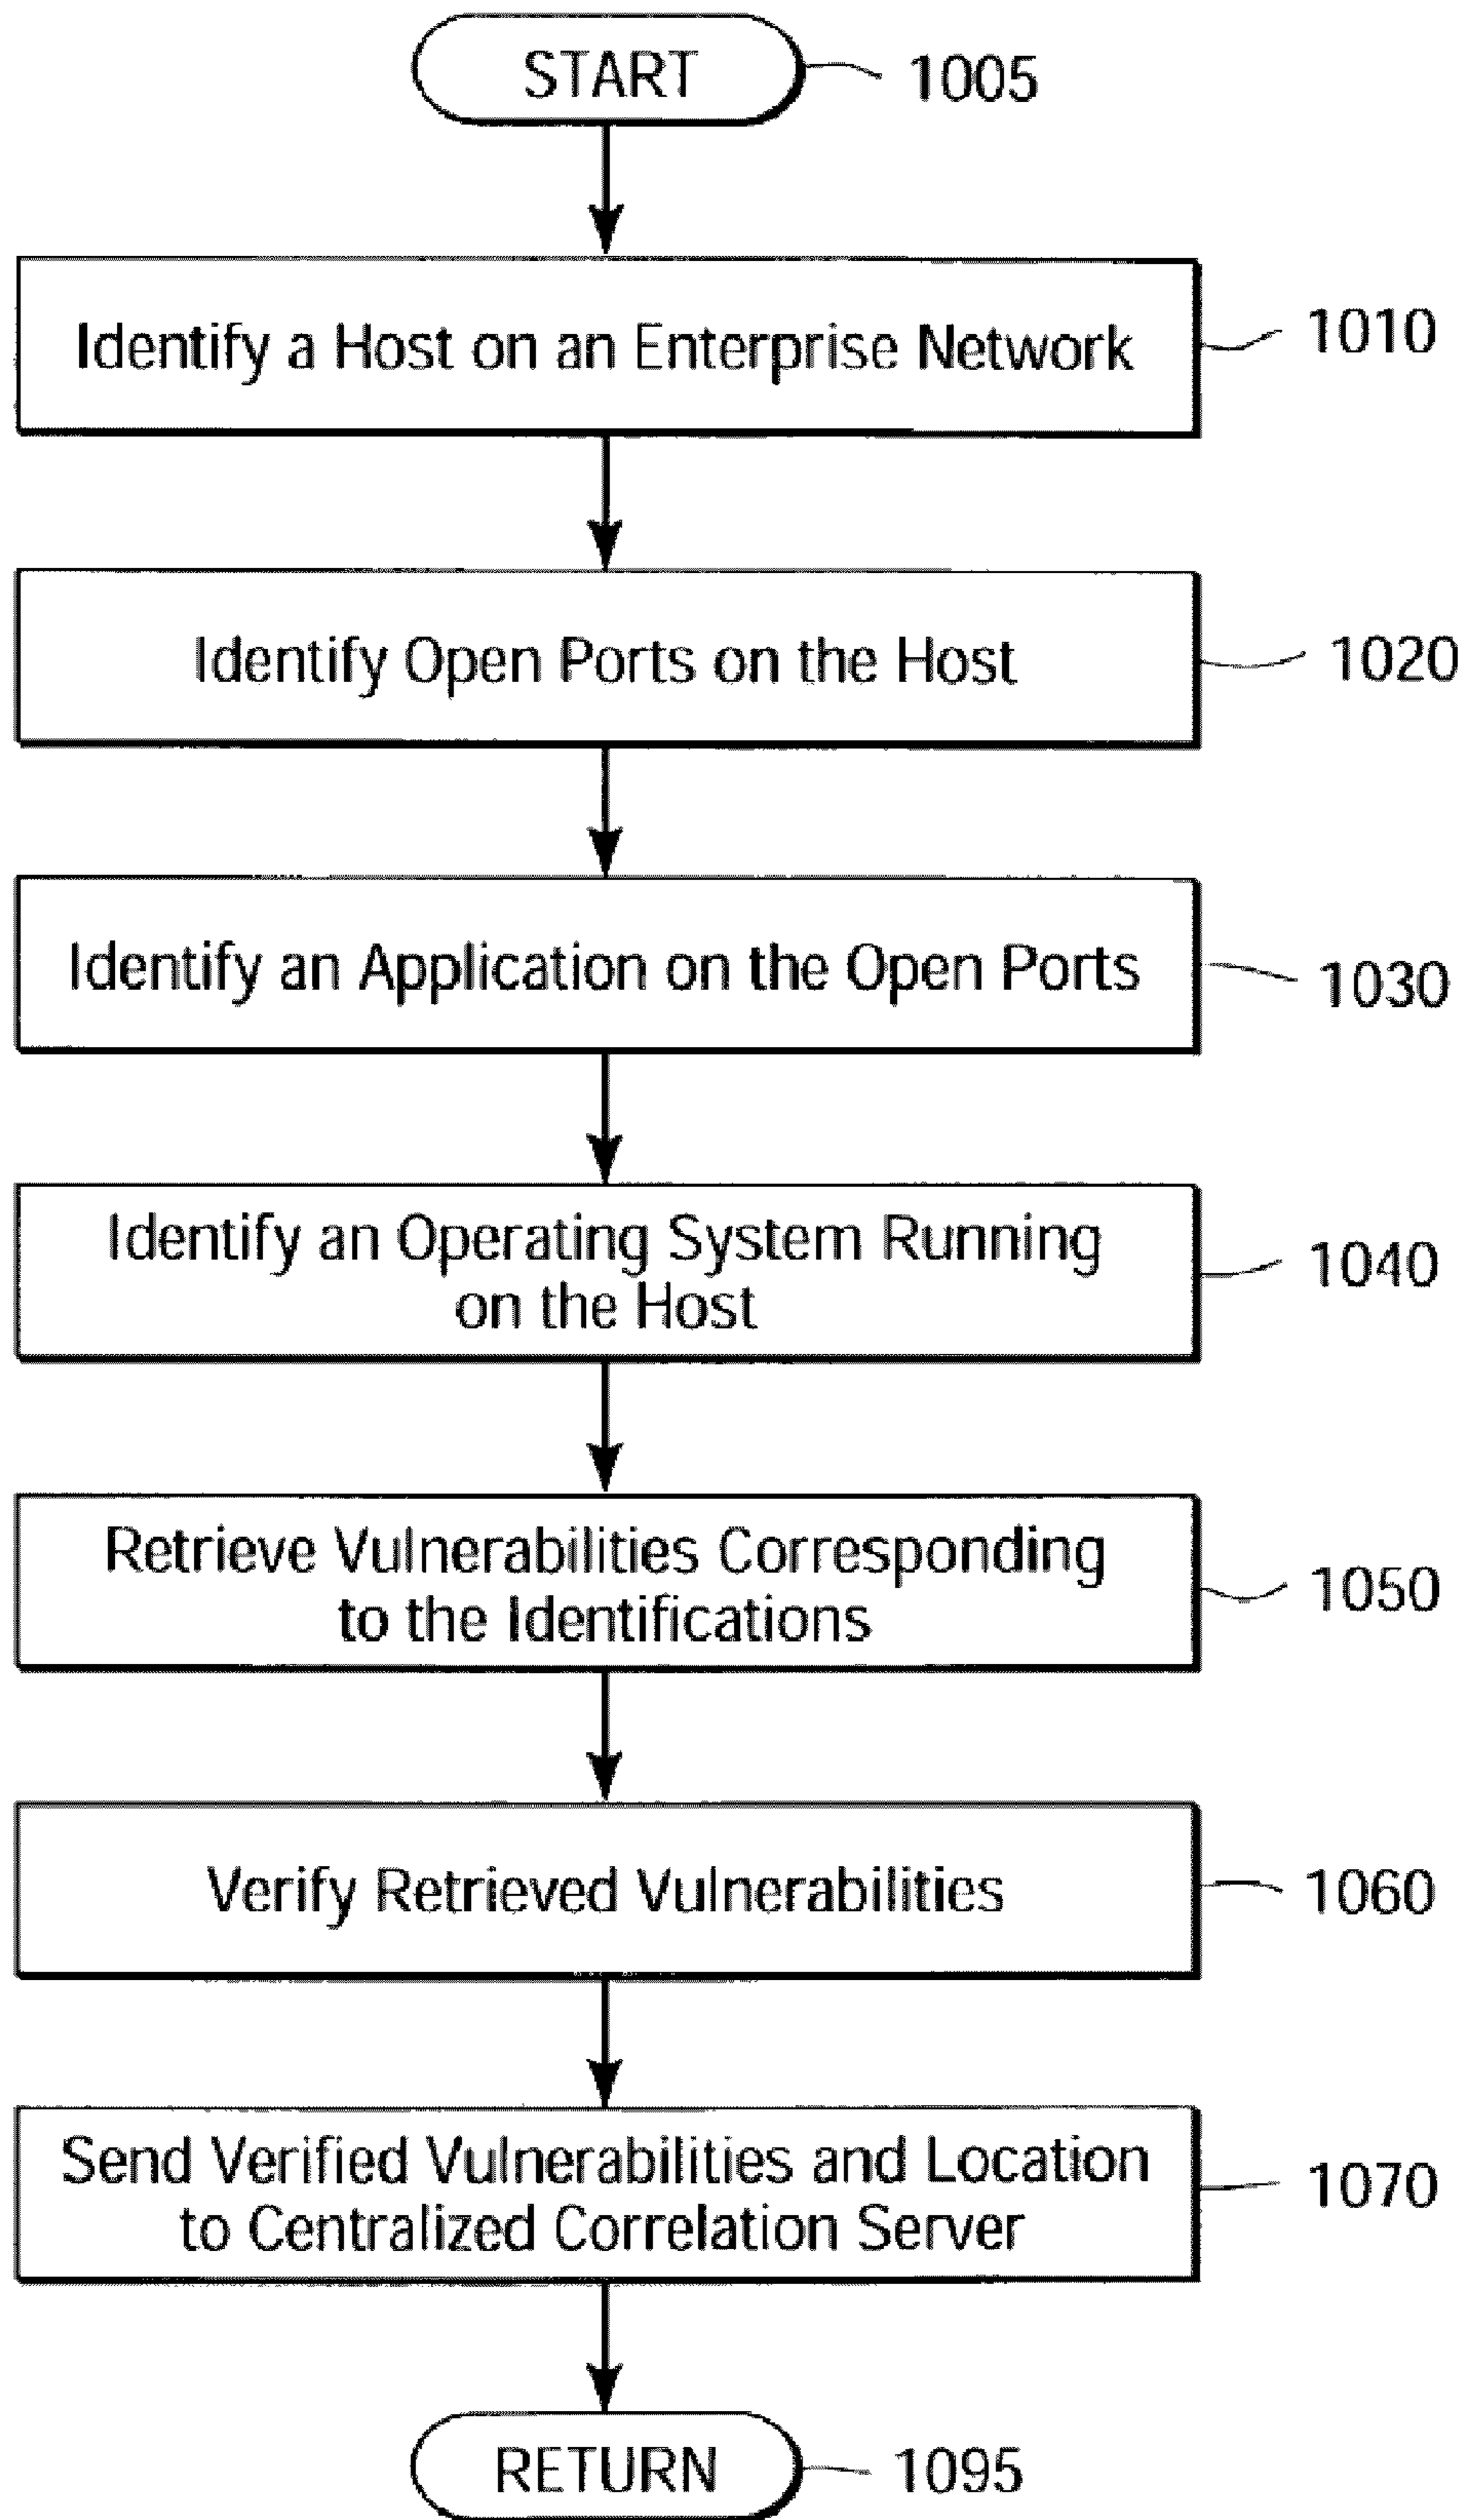 START
1005
Identify a Host on an Enterprise Network
1010
Identify Open Ports on the Host
1020
Identify an Application on the Open Ports
1030
Identify an Operating System Running
on the Host
1040
Retrieve Vulnerabilities Corresponding
to the Identifications
1050
Verify Retrieved Vulnerabilities
1060
Send Verified Vulnerabilities and Location
to Centralized Correlation Server
1070
RETURN
1095